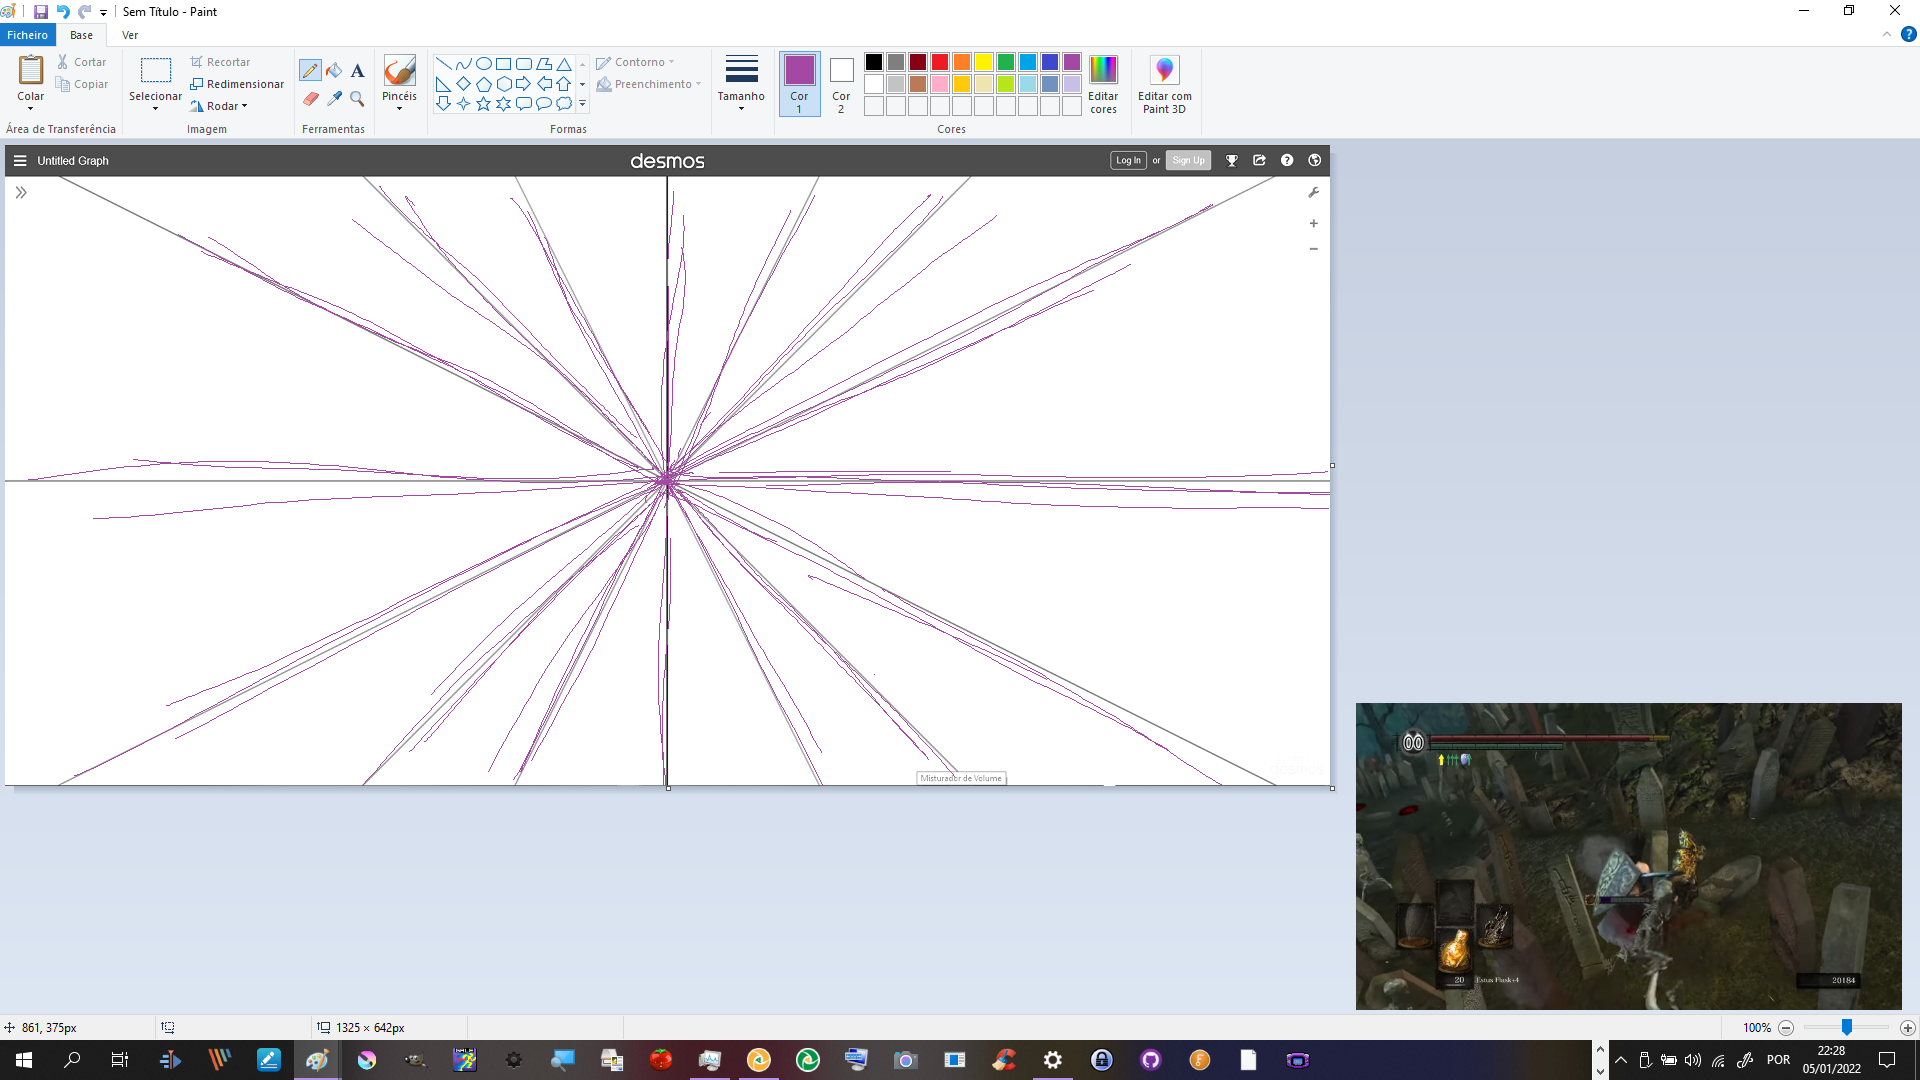 Sem Título - Paint
Ficheiro Base Ver
Colar
Cortar
Copiar
Área de Transferência
Selecionar
Recortar
Redimensionar
Rodar
Imagem
A
Ferramentas
Pincéis
Contorno
Preenchimento
Formas
Tamanho
Cor
1
Cor
2
Editar
cores
Cores
Editar com
Paint 3D
Untitled Graph
desmos
Log In or Sign Up
Misturador de Volume
20 Estus Flask+4
20184
861, 375px
1325 × 642px
100%
POR
22:28
05/01/2022